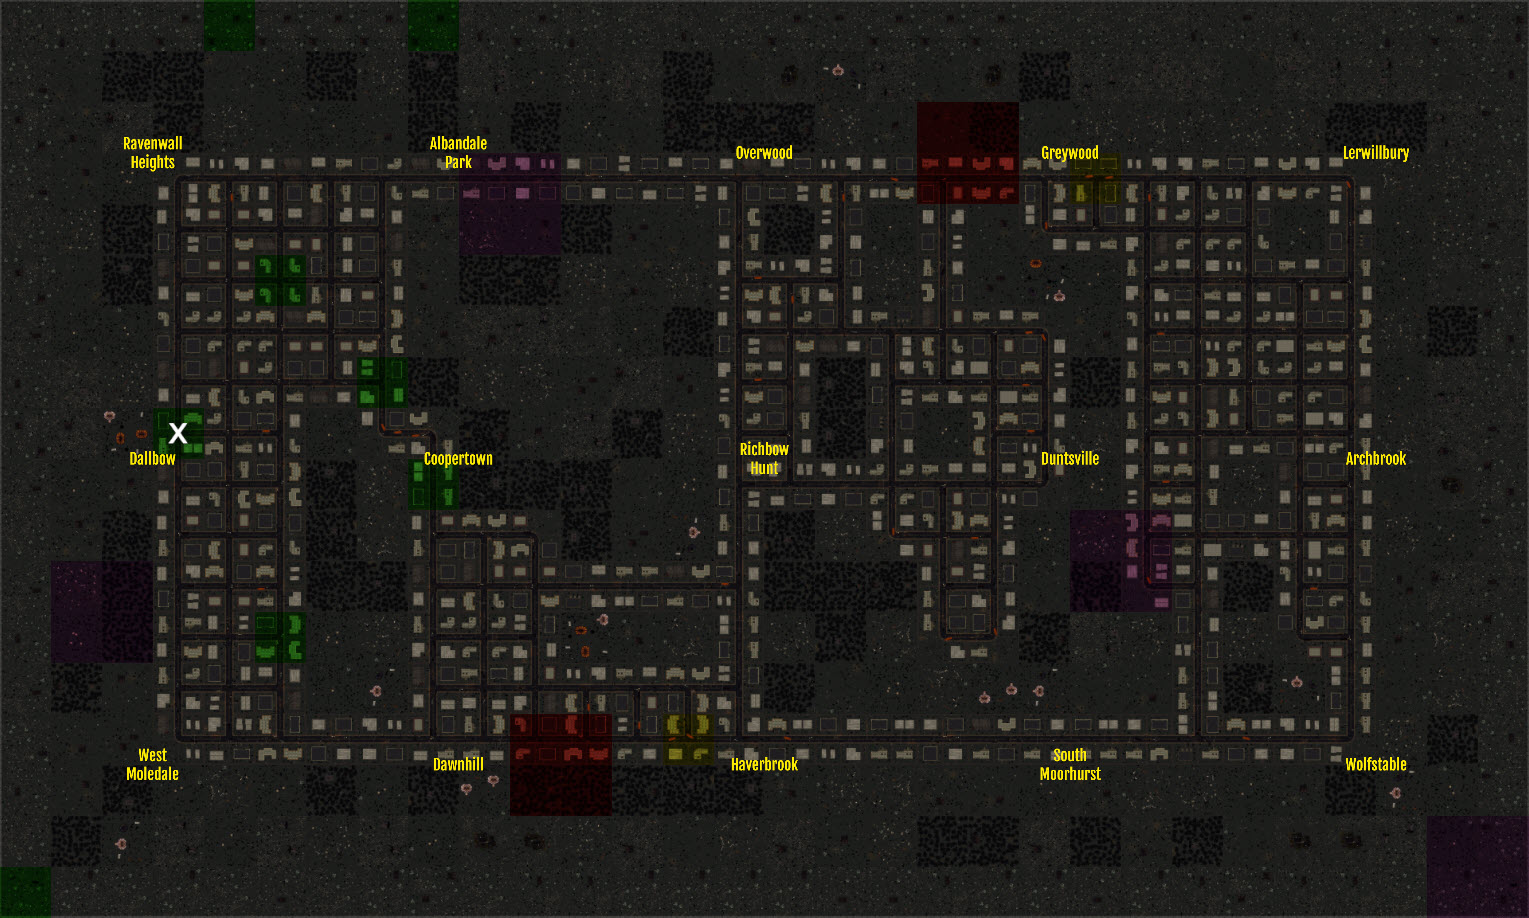 Ravenwall
Heights
Albandale
Park
Overwood
Greywood
Lerwillbury
X
Dallbow
Coopertown
Richbow
Hunt
Duntsville
Archbrook
West
Moledale
Dawnhill
Haverbrook
South
Moorhurst
Wolfstable